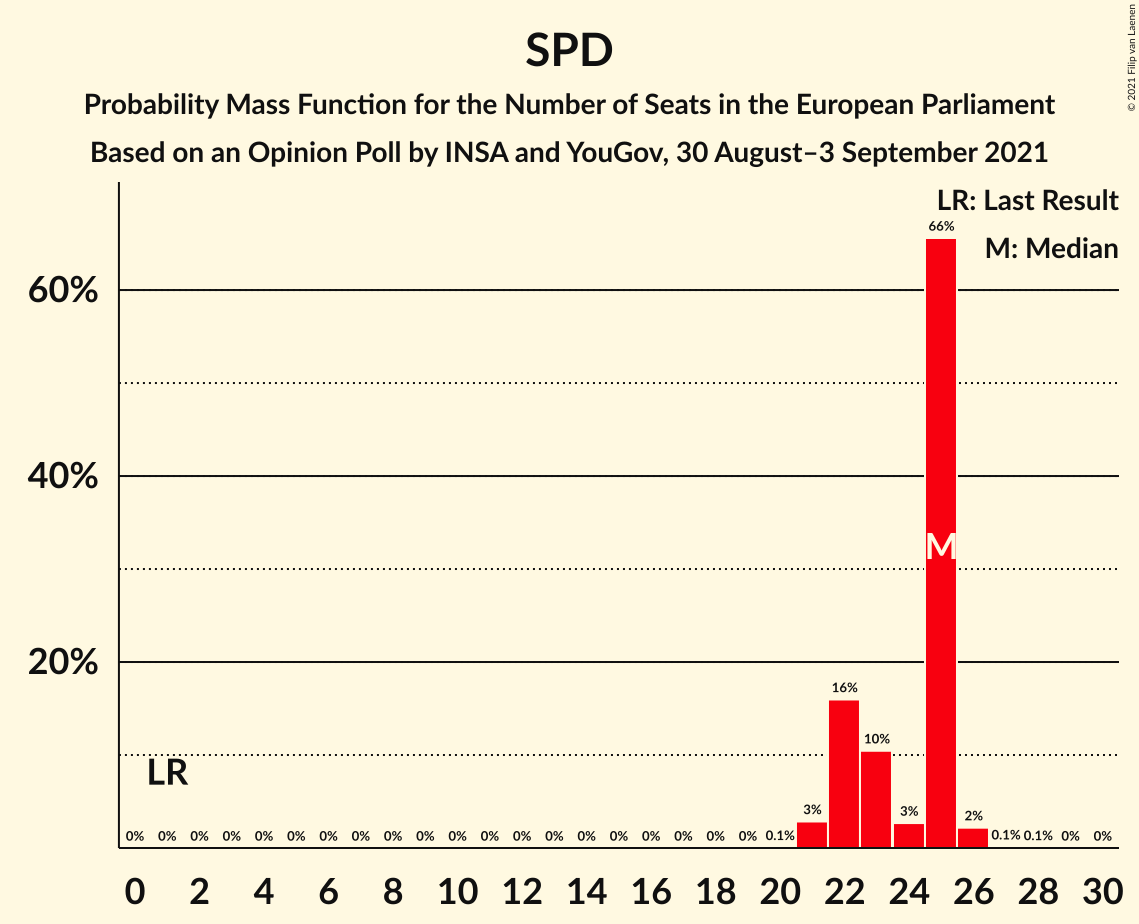 SPD
Probability Mass Function for the Number of Seats in the European Parliament
Based on an Opinion Poll by INSA and YouGov, 30 August–3 September 2021
© 2021 Filip van Laenen
LR: Last Result
M: Median
66%
60%
40%
M
20%
16%
10%
LR
3% 3% 2%
0% 0% 0% 0% 0% 0% 0% 0% 0% 0% 0% 0% 0% 0% 0% 0% 0% 0% 0% 0% 0.1% 0.1% 0.1% 0% 0%
0 2 4 6 8 10 12 14 16 18 20 22 24 26 28 30